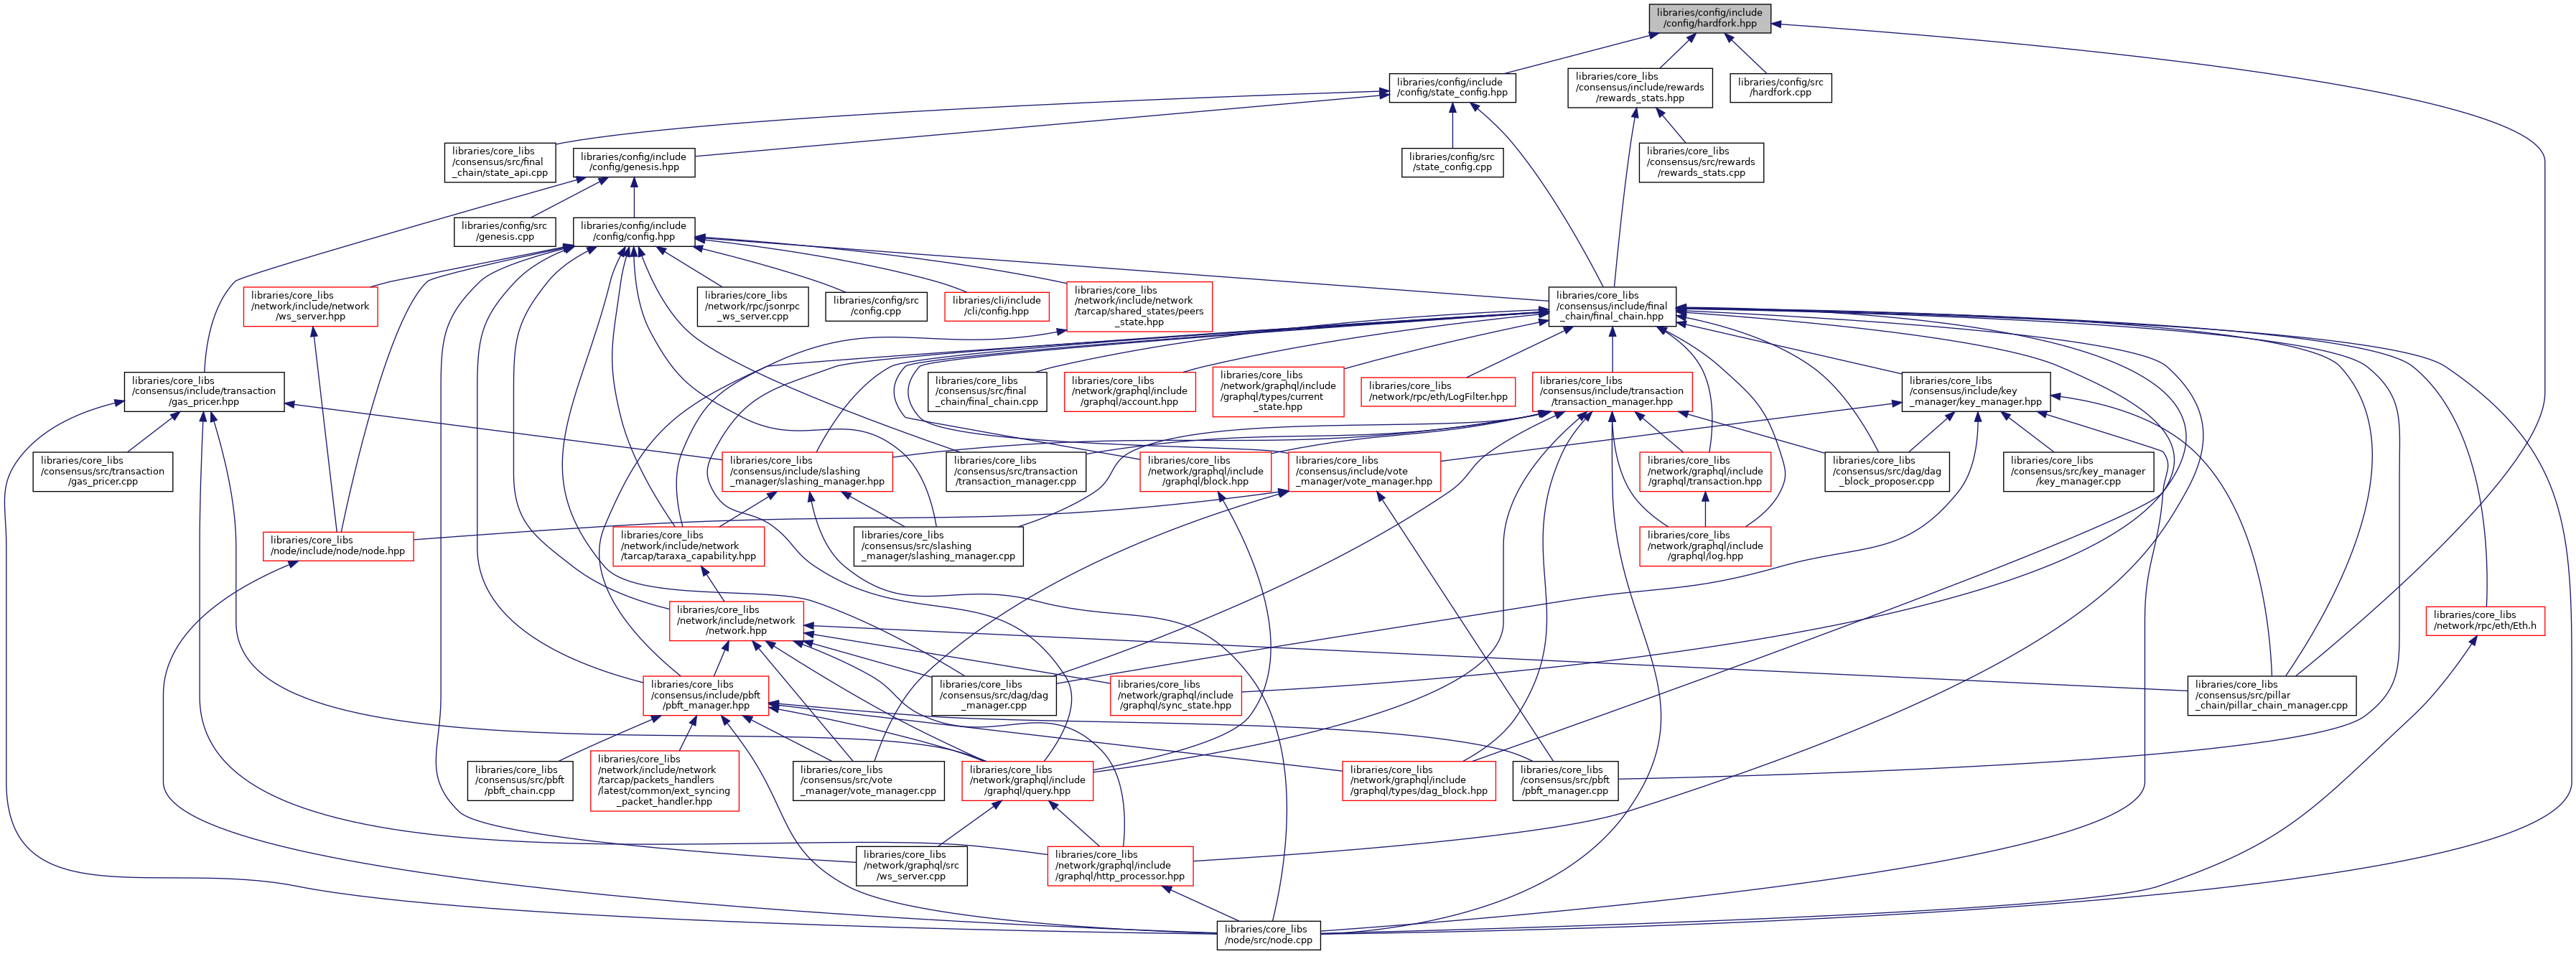 libraries/config/include
/config/hardfork.hpp
libraries/config/include
/config/state_config.hpp
libraries/core_libs
/consensus/include/rewards
/rewards_stats.hpp
libraries/config/src
/hardfork.cpp
libraries/core_libs
/consensus/src/final
_chain/state_api.cpp
libraries/config/include
/config/genesis.hpp
libraries/config/src
/state_config.cpp
libraries/core_libs
/consensus/src/rewards
/rewards_stats.cpp
libraries/config/src
/genesis.cpp
libraries/config/include
/config/config.hpp
libraries/core_libs
/network/include/network
/ws_server.hpp
libraries/core_libs
/network/rpc/jsonrpc
_ws_server.cpp
libraries/config/src
/config.cpp
libraries/cli/include
/cli/config.hpp
libraries/core_libs
/network/include/network
/tarcap/shared_states/peers
_state.hpp
libraries/core_libs
/consensus/include/final
_chain/final_chain.hpp
libraries/core_libs
/consensus/include/transaction
/gas_pricer.hpp
libraries/core_libs
/consensus/src/final
_chain/final_chain.cpp
libraries/core_libs
/network/graphql/include
/graphql/account.hpp
libraries/core_libs
/network/graphql/include
/graphql/types/current
_state.hpp
libraries/core_libs
/network/rpc/eth/LogFilter.hpp
libraries/core_libs
/consensus/include/transaction
/transaction_manager.hpp
libraries/core_libs
/consensus/include/key
_manager/key_manager.hpp
libraries/core_libs
/consensus/src/transaction
/gas_pricer.cpp
libraries/core_libs
/consensus/include/slashing
_manager/slashing_manager.hpp
libraries/core_libs
/consensus/src/transaction
/transaction_manager.cpp
libraries/core_libs
/network/graphql/include
/graphql/block.hpp
libraries/core_libs
/consensus/include/vote
_manager/vote_manager.hpp
libraries/core_libs
/network/graphql/include
/graphql/transaction.hpp
libraries/core_libs
/consensus/src/dag/dag
_block_proposer.cpp
libraries/core_libs
/consensus/src/key_manager
/key_manager.cpp
libraries/core_libs
/node/include/node/node.hpp
libraries/core_libs
/network/include/network
/tarcap/taraxa_capability.hpp
libraries/core_libs
/consensus/src/slashing
_manager/slashing_manager.cpp
libraries/core_libs
/network/graphql/include
/graphql/log.hpp
libraries/core_libs
/network/include/network
/network.hpp
libraries/core_libs
/network/rpc/eth/Eth.h
libraries/core_libs
/consensus/include/pbft
/pbft_manager.hpp
libraries/core_libs
/consensus/src/dag/dag
_manager.cpp
libraries/core_libs
/network/graphql/include
/graphql/sync_state.hpp
libraries/core_libs
/consensus/src/pillar
_chain/pillar_chain_manager.cpp
libraries/core_libs
/consensus/src/pbft
/pbft_chain.cpp
libraries/core_libs
/network/include/network
/tarcap/packets_handlers
/latest/common/ext_syncing
_packet_handler.hpp
libraries/core_libs
/consensus/src/vote
_manager/vote_manager.cpp
libraries/core_libs
/network/graphql/include
/graphql/query.hpp
libraries/core_libs
/network/graphql/include
/graphql/types/dag_block.hpp
libraries/core_libs
/consensus/src/pbft
/pbft_manager.cpp
libraries/core_libs
/network/graphql/src
/ws_server.cpp
libraries/core_libs
/network/graphql/include
/graphql/http_processor.hpp
libraries/core_libs
/node/src/node.cpp